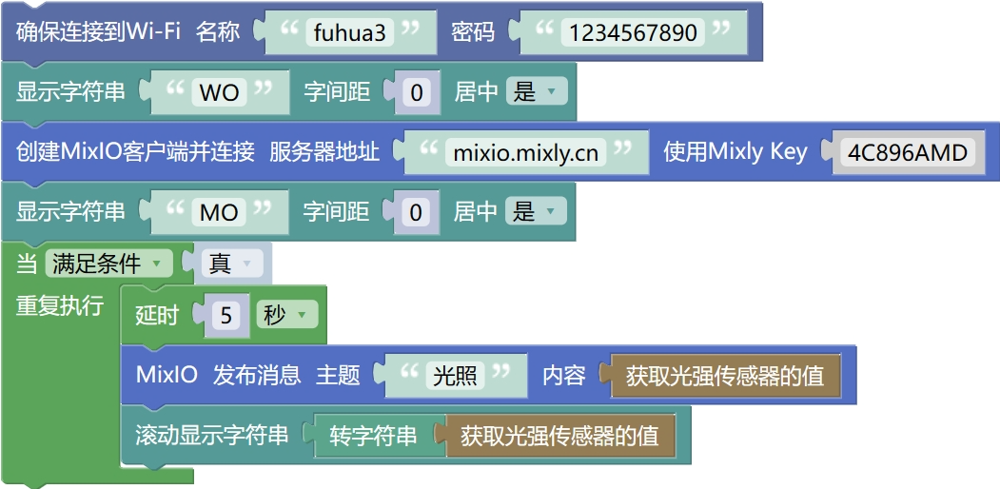 确保连接到Wi-Fi 名称 “ fuhua3 ” 密码 “ 1234567890 ”
显示字符串 “ WO ” 字间距 0 居中 是
创建MixIO客户端并连接 服务器地址 “ mixio.mixly.cn ” 使用Mixly Key 4C896AMD
显示字符串 “ MO ” 字间距 0 居中 是
当 满足条件 真
重复执行 延时 5 秒
MixIO 发布消息 主题 “ 光照 ” 内容 获取光强传感器的值
滚动显示字符串 转字符串 获取光强传感器的值